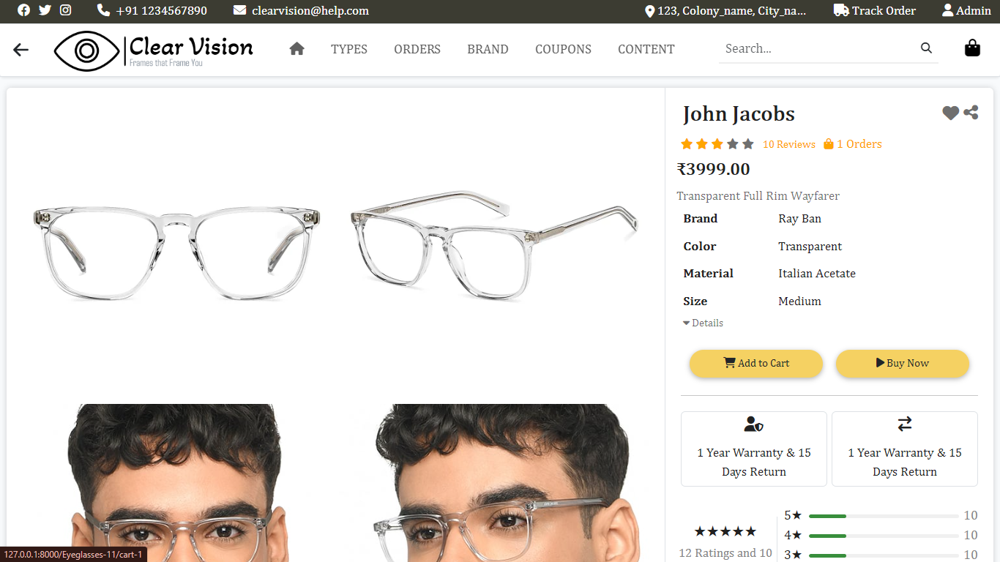 +91 1234567890 clearvision@help.com 123, Colony_name, City_na... Track Order Admin
Clear Vision
Frames that Frame You
TYPES ORDERS BRAND COUPONS CONTENT Search...
John Jacobs
10 Reviews 1 Orders
₹3999.00
Transparent Full Rim Wayfarer
Brand Ray Ban
Color Transparent
Material Italian Acetate
Size Medium
Details
Add to Cart Buy Now
1 Year Warranty & 15
Days Return
1 Year Warranty & 15
Days Return
5★ 10
4★ 10
★★★★★
12 Ratings and 10
3★ 10
127.0.0.1:8000/Eyeglasses-11/cart-1